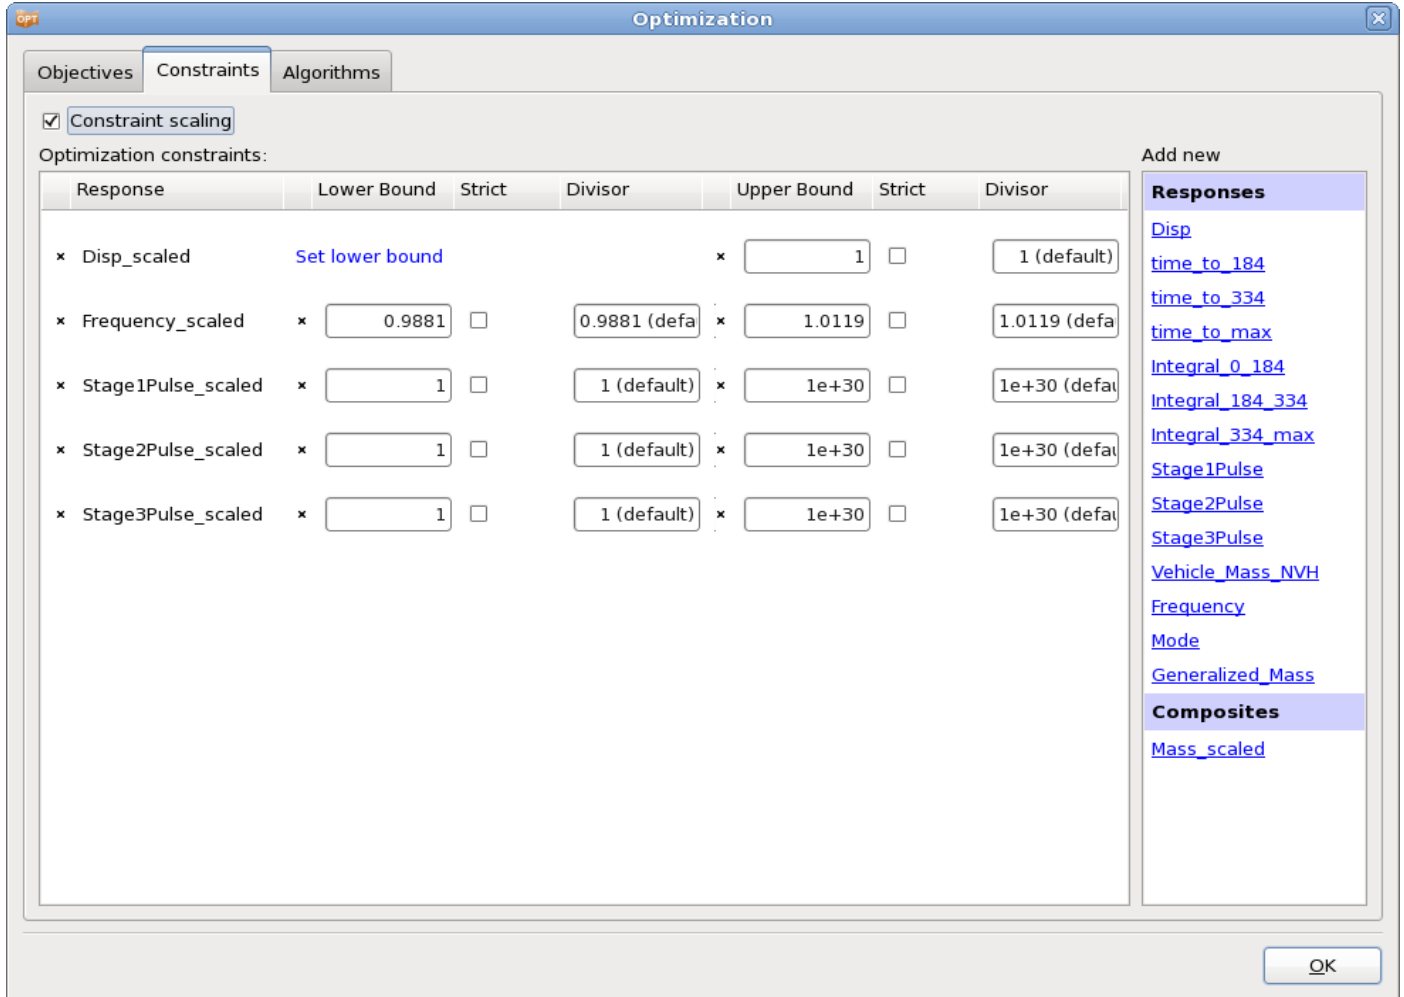 OPT
Optimization
Objectives Constraints Algorithms
Constraint scaling
Optimization constraints: Add new
Response Lower Bound Strict Divisor Upper Bound Strict Divisor
Disp_scaled Set lower bound 1 1 (default)
Frequency_scaled 0.9881 0.9881 (defa 1.0119 1.0119 (defa
Stage1Pulse_scaled 1 1 (default) 1e+30 1e+30 (defau
Stage2Pulse_scaled 1 1 (default) 1e+30 1e+30 (defau
Stage3Pulse_scaled 1 1 (default) 1e+30 1e+30 (defau
Responses
Disp
time_to_184
time_to_334
time_to_max
Integral_0_184
Integral_184_334
Integral_334_max
Stage1Pulse
Stage2Pulse
Stage3Pulse
Vehicle_Mass_NVH
Frequency
Mode
Generalized_Mass
Composites
Mass_scaled
OK